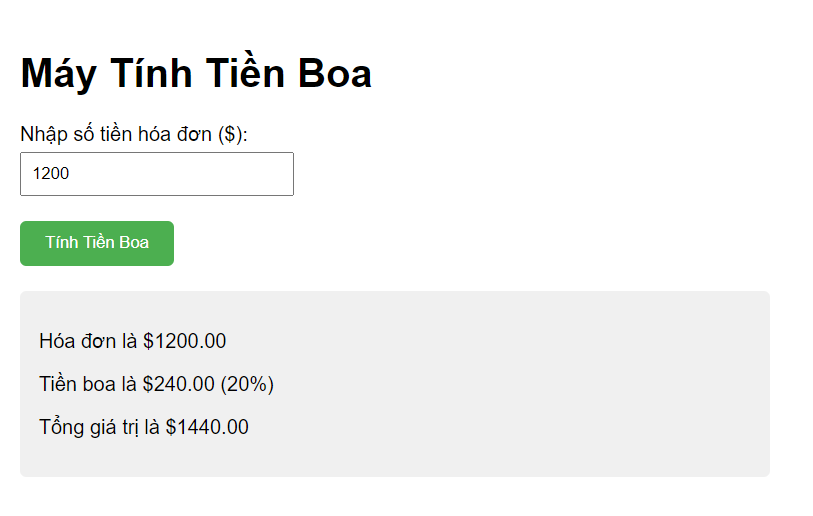 Máy Tính Tiền Boa
Nhập số tiền hóa đơn ($):
1200
Tính Tiền Boa
Hóa đơn là $1200.00
Tiền boa là $240.00 (20%)
Tổng giá trị là $1440.00